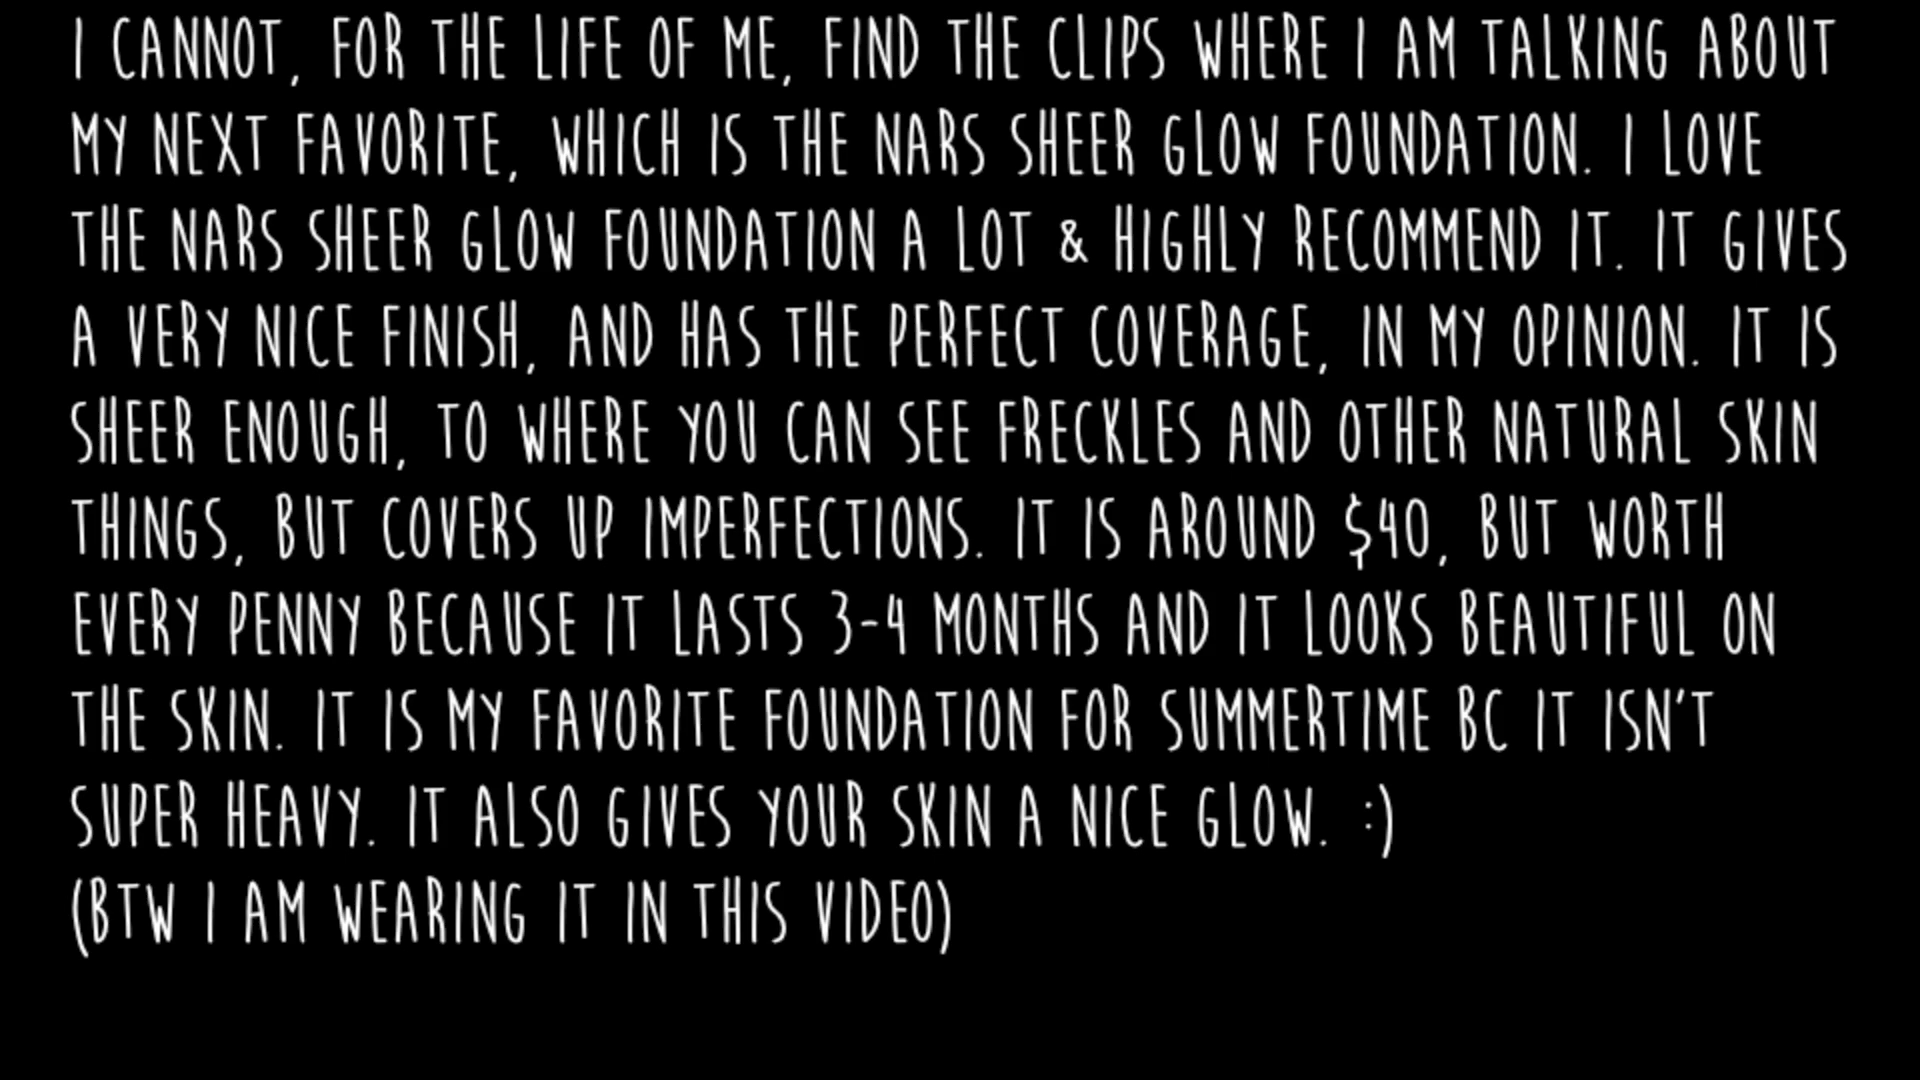 I CANNOT, FOR THE LIFE OF ME, FIND THE CLIPS WHERE I AM TALKING ABOUT
MY NEXT FAVORITE, WHICH IS THE NARS SHEER GLOW FOUNDATION. I LOVE
THE NARS SHEER GLOW FOUNDATION A LOT & HIGHLY RECOMMEND IT. IT GIVES
A VERY NICE FINISH, AND HAS THE PERFECT COVERAGE, IN MY OPINION. IT IS
SHEER ENOUGH, TO WHERE YOU CAN SEE FRECKLES AND OTHER NATURAL SKIN
THINGS, BUT COVERS UP IMPERFECTIONS. IT IS AROUND $40, BUT WORTH
EVERY PENNY BECAUSE IT LASTS 3-4 MONTHS AND IT LOOKS BEAUTIFUL ON
THE SKIN. IT IS MY FAVORITE FOUNDATION FOR SUMMERTIME BC IT ISN'T
SUPER HEAVY. IT ALSO GIVES YOUR SKIN A NICE GLOW. :)
(BTW I AM WEARING IT IN THIS VIDEO)